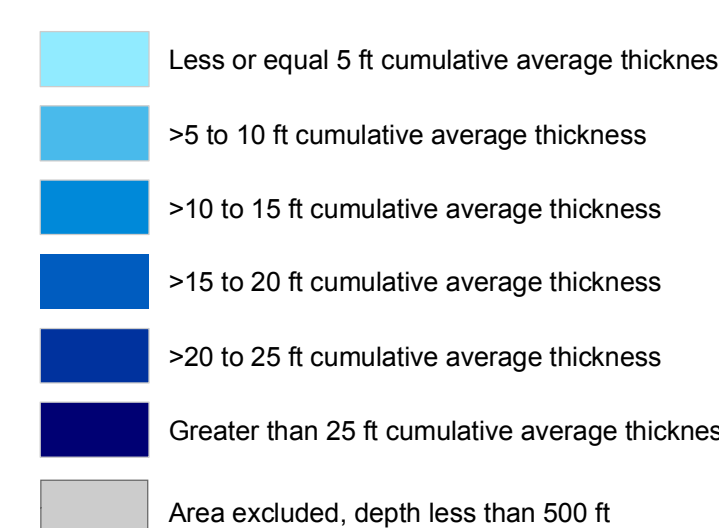 Less or equal 5 ft cumulative average thicknes
>5 to 10 ft cumulative average thickness
>10 to 15 ft cumulative average thickness
>15 to 20 ft cumulative average thickness
>20 to 25 ft cumulative average thickness
Greater than 25 ft cumulative average thicknes
Area excluded, depth less than 500 ft